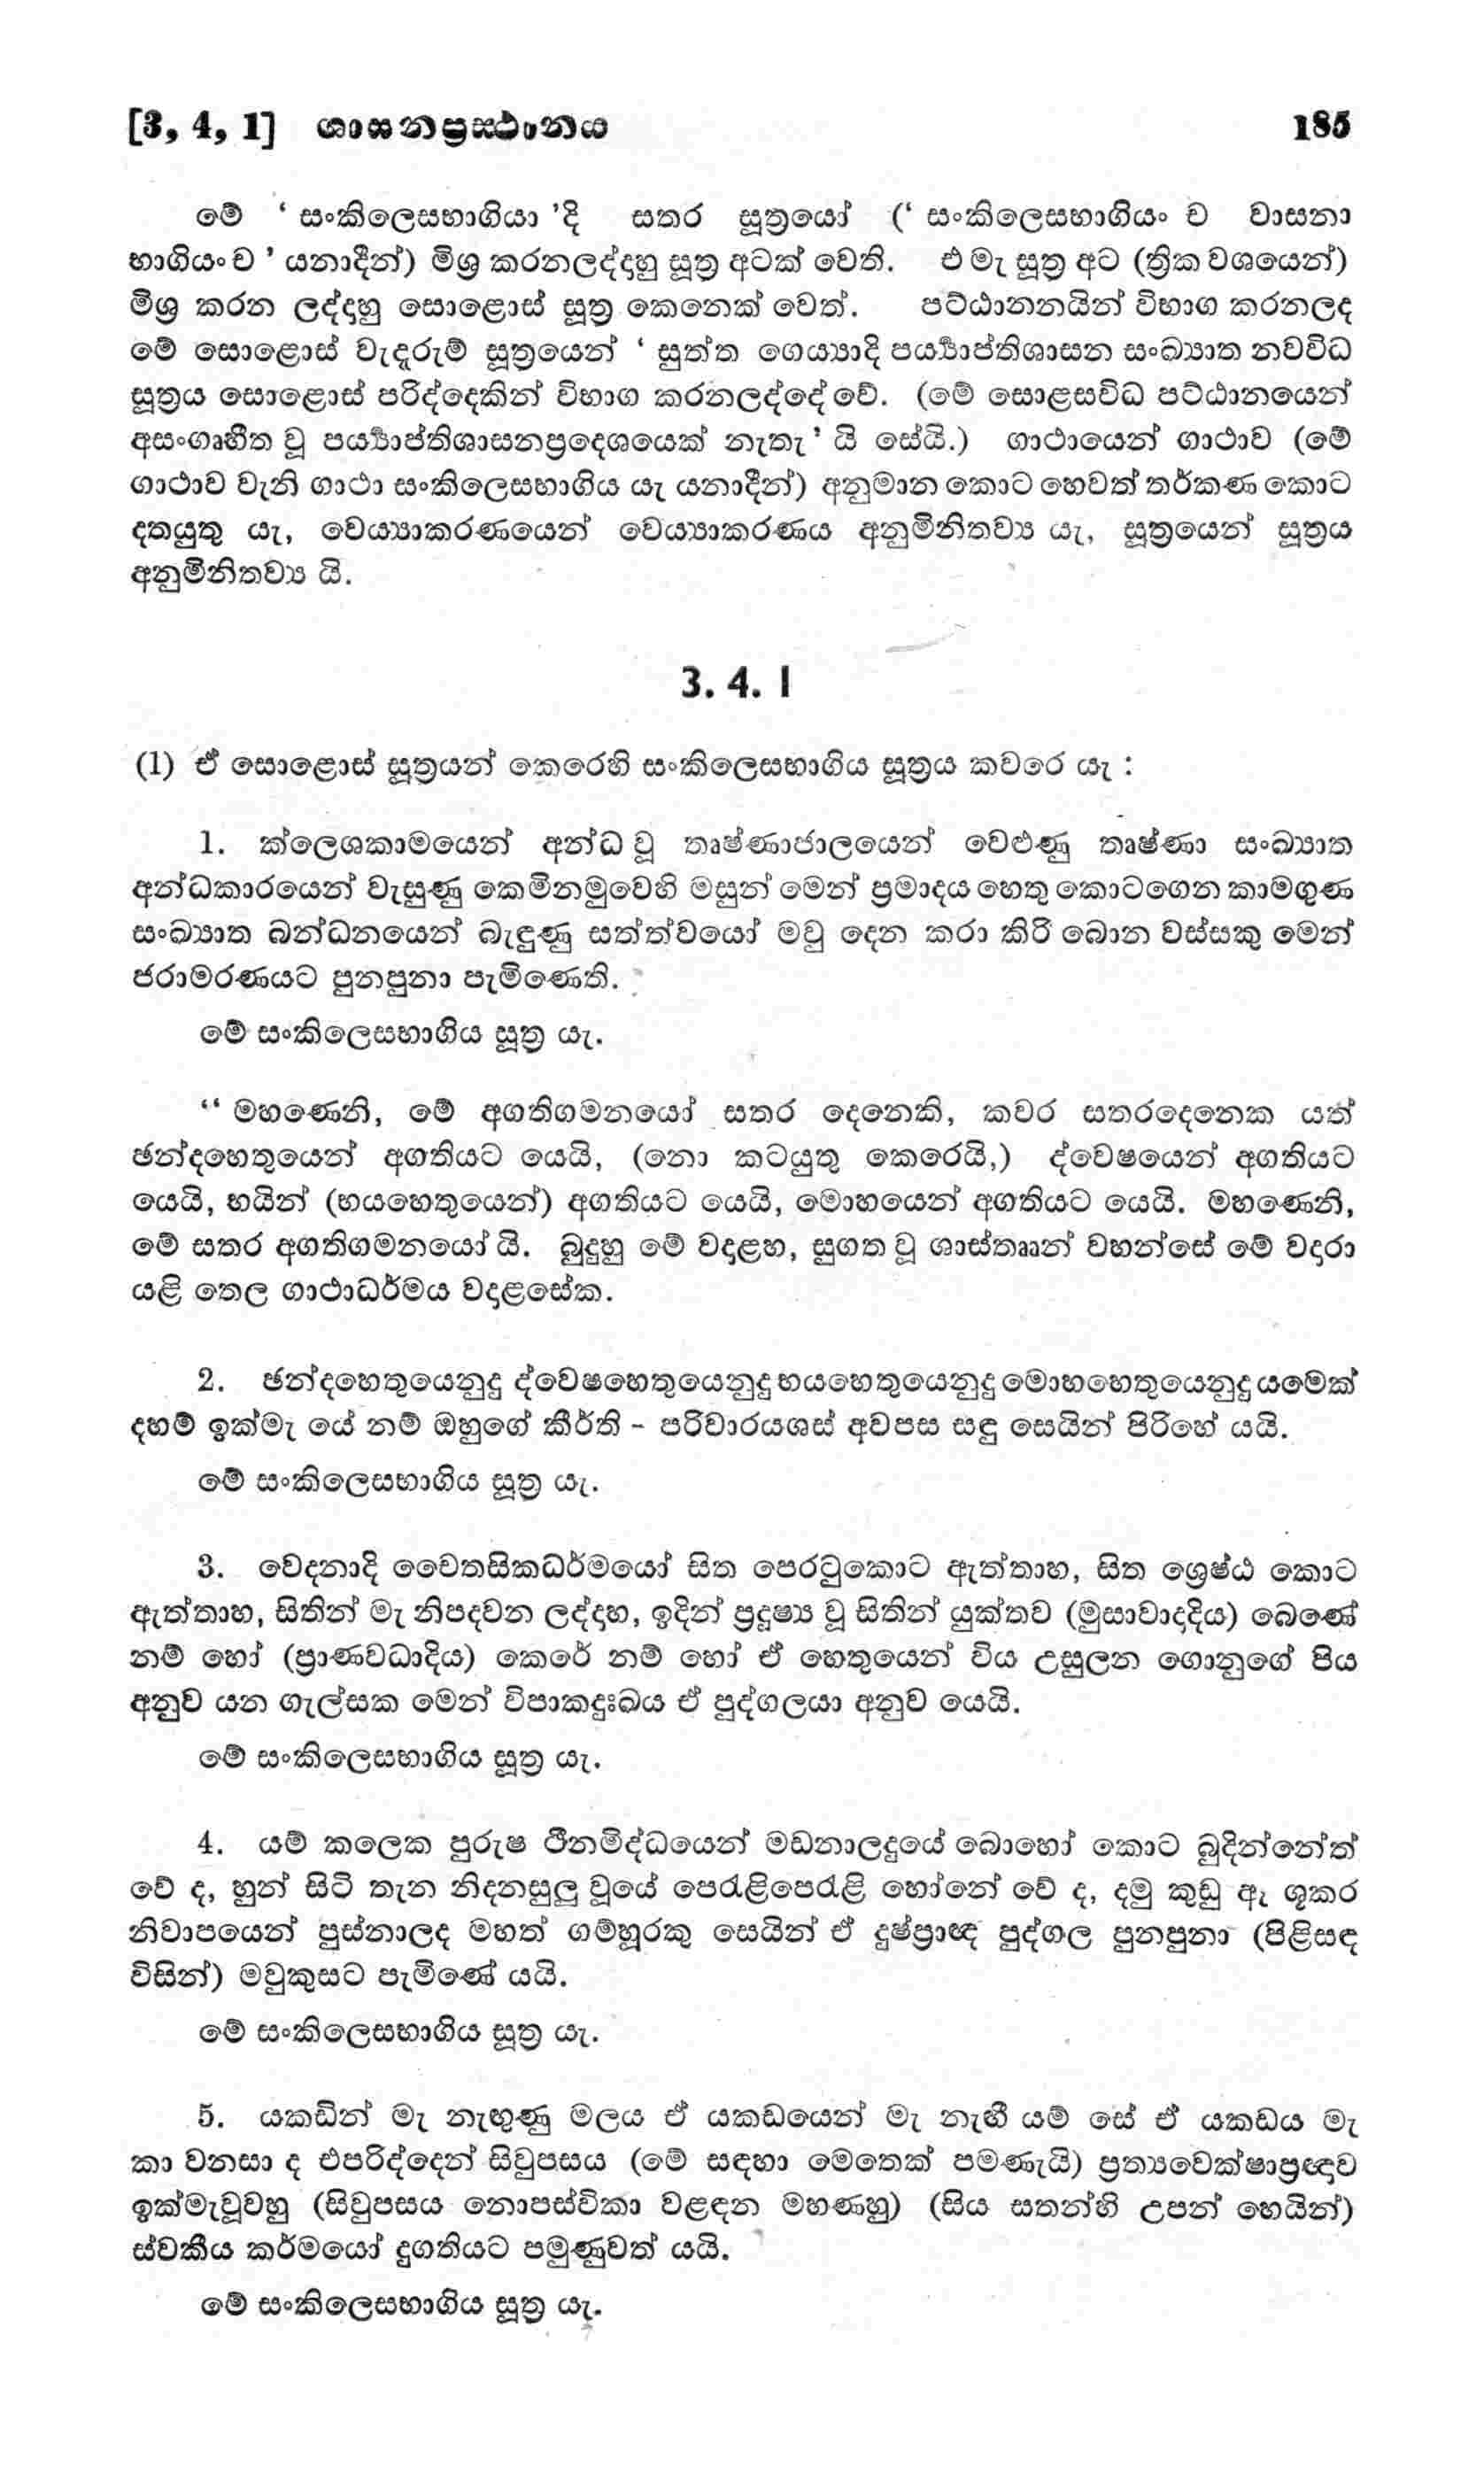 [3, 4, 1] ශාසනප්‍රස්ථානය 185
මේ ‘ සංකිලෙසභාගියා ’දි සතර සූත්‍රයෝ (‘ සංකිලෙසභාගියං ච වාසනා
භාගියං ච ’ යනාදීන්) මිශ්‍ර කරනලද්දාහු සූත්‍ර අටක් වෙති. එ මැ සූත්‍ර අට (ත්‍රික වශයෙන්)
මිශ්‍ර කරන ලද්දාහු සොළොස් සූත්‍ර කෙනෙක් වෙත්. පට්ඨානනයින් විභාග කරනලද
මේ සොළොස් වැදෑරුම් සූත්‍රයෙන් ‘ සුත්ත ගෙය්‍යාදි පර්‍ය්‍යාප්තිශාසන සංඛ්‍යාත නවවිධ
සූත්‍රය සොළොස් පරිද්දෙකින් විභාග කරනලද්දේ වේ. (මේ සොළසවිධ පට්ඨානයෙන්
අසංගෘහීත වූ පර්‍ය්‍යාප්තිශාසනප්‍රදෙශයෙක් නැතැ ’ යි සේයි.) ගාථායෙන් ගාථාව (මේ
ගාථාව වැනි ගාථා සංකිලෙසභාගිය යැ යනාදීන්) අනුමාන කොට හෙවත් තර්කණ කොට
දතයුතු යැ, වෙය්‍යාකරණයෙන් වෙය්‍යාකරණය අනුමිනිතව්‍ය යැ, සූත්‍රයෙන් සූත්‍රය
අනුමිනිතව්‍ය යි.
3. 4. 1
(1) ඒ සොළොස් සූත්‍රයන් කෙරෙහි සංකිලෙසභාගිය සූත්‍රය කවරෙ යැ :
1. ක්ලෙශකාමයෙන් අන්ධ වූ තෘෂ්ණාජාලයෙන් වෙළුණු තෘෂ්ණා සංඛ්‍යාත
අන්ධකාරයෙන් වැසුණු කෙමිනමුවෙහි මසුන් මෙන් ප්‍රමාදය හෙතු කොටගෙන කාමගුණ
සංඛ්‍යාත බන්ධනයෙන් බැඳුණු සත්ත්වයෝ මවු දෙන කරා කිරි බොන වස්සකු මෙන්
ජරාමරණයට පුනපුනා පැමිණෙති.
මේ සංකිලෙසභාගිය සූත්‍ර යැ.
“ මහණෙනි, මේ අගතිගමනයෝ සතර දෙනෙකි, කවර සතරදෙනෙක යත්
ඡන්දහෙතුයෙන් අගතියට යෙයි, (නො කටයුතු කෙරෙයි,) ද්වෙෂයෙන් අගතියට
යෙයි, භයින් (භයහෙතුයෙන්) අගතියට යෙයි, මොහයෙන් අගතියට යෙයි. මහණෙනි,
මේ සතර අගතිගමනයෝ යි. බුදුහු මේ වදාළහ, සුගත වූ ශාස්තෲන් වහන්සේ මේ වදාරා
යළි තෙල ගාථාධර්මය වදාළසේක.
2. ඡන්දහෙතුයෙනුදු ද්වෙෂහෙතුයෙනුදු භයහෙතුයෙනුදු මොහහෙතුයෙනුදු යමෙක්
දහම් ඉක්මැ යේ නම් ඔහුගේ කීර්ති - පරිවාරයශස් අවපස සඳු සෙයින් පිරිහේ යයි.
මේ සංකිලෙසභාගිය සූත්‍ර යැ.
3. වෙදනාදි චෛතසිකධර්මයෝ සිත පෙරටුකොට ඇත්තාහ, සිත ශ්‍රෙෂ්ඨ කොට
ඇත්තාහ, සිතින් මැ නිපදවන ලද්දාහ, ඉදින් ප්‍රදූෂ්‍ය වූ සිතින් යුක්තව (මුසාවාදාදිය) බෙණේ
නම් හෝ (ප්‍රාණවධාදිය) කෙරේ නම් හෝ ඒ හෙතුයෙන් විය උසුලන ගොනුගේ පිය
අනුව යන ගැල්සක මෙන් විපාකදුඃඛය ඒ පුද්ගලයා අනුව යෙයි.
මේ සංකිලෙසභාගිය සූත්‍ර යැ.
4. යම් කලෙක පුරුෂ ථීනමිද්ධයෙන් මඩනාලදුයේ බොහෝ කොට බුදින්නේත්
වේ ද, හුන් සිටි තැන නිදනසුලු වූයේ පෙරැළිපෙරැළි හෝනේ වේ ද, දමු කුඩු ඈ ශූකර
නිවාපයෙන් පුස්නාලද මහත් ගම්හූරකු සෙයින් ඒ දුෂ්ප්‍රාඥ පුද්ගල පුනපුනා (පිළිසඳ
විසින්) මවුකුසට පැමිණේ යයි.
මේ සංකිලෙසභාගිය සූත්‍ර යැ.
5. යකඩින් මැ නැඟුණු මලය ඒ යකඩයෙන් මැ නැඟී යම් සේ ඒ යකඩය මැ
කා වනසා ද එපරිද්දෙන් සිවුපසය (මේ සඳහා මෙතෙක් පමණැයි) ප්‍රත්‍යවෙක්ෂාප්‍රඥාව
ඉක්මැවූවහු (සිවුපසය නොපස්විකා වළඳන මහණහු) (සිය සතන්හි උපන් හෙයින්)
ස්වකීය කර්මයෝ දුගතියට පමුණුවත් යයි.
මේ සංකිලෙසභාගිය සූත්‍ර යැ.